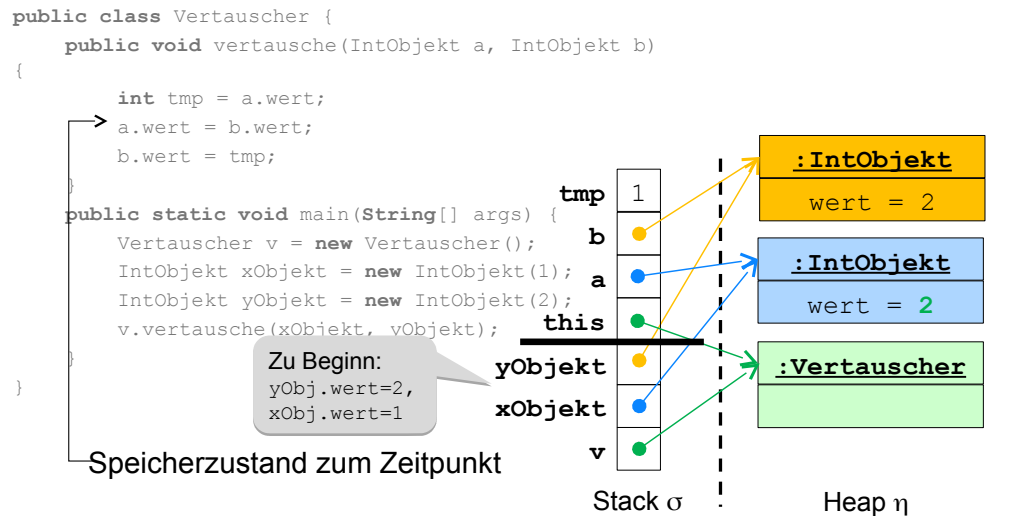 public class Vertauscher {
public void vertausche(IntObjekt a, IntObjekt b)
{
int tmp = a.wert;
a.wert = b.wert;
b.wert = tmp;
}
public static void main(String[] args) {
Vertauscher v = new Vertauscher();
IntObjekt xObjekt = new IntObjekt(1);
IntObjekt yObjekt = new IntObjekt(2);
v.vertausche(xObjekt, yObjekt);
}
}
Zu Beginn:
yObj.wert=2,
xObj.wert=1
Speicherzustand zum Zeitpunkt
tmp 1
b
a
this
yObjekt
xObjekt
v
Stack σ
:IntObjekt
wert = 2
:IntObjekt
wert = 2
:Vertauscher
Heap η